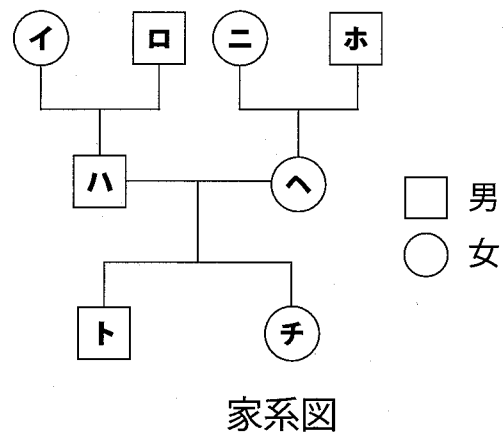 イ ロ ニ ホ
ハ ヘ
男
女
ト チ
家系図